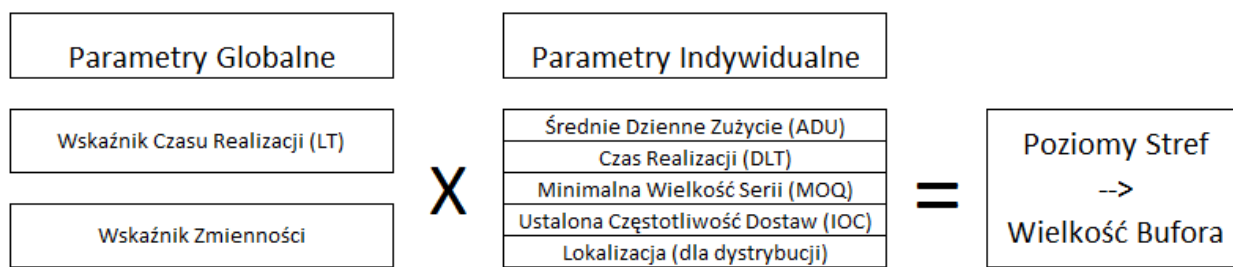 Parametry Globalne
Parametry Indywidualne
Wskaźnik Czasu Realizacji (LT)
Wskaźnik Zmienności
X
Średnie Dzienne Zużycie (ADU)
Czas Realizacji (DLT)
Minimalna Wielkość Serii (MOQ)
Ustalona Częstotliwość Dostaw (IOC)
Lokalizacja (dla dystrybucji)
=
Poziomy Stref
-->
Wielkość Bufora